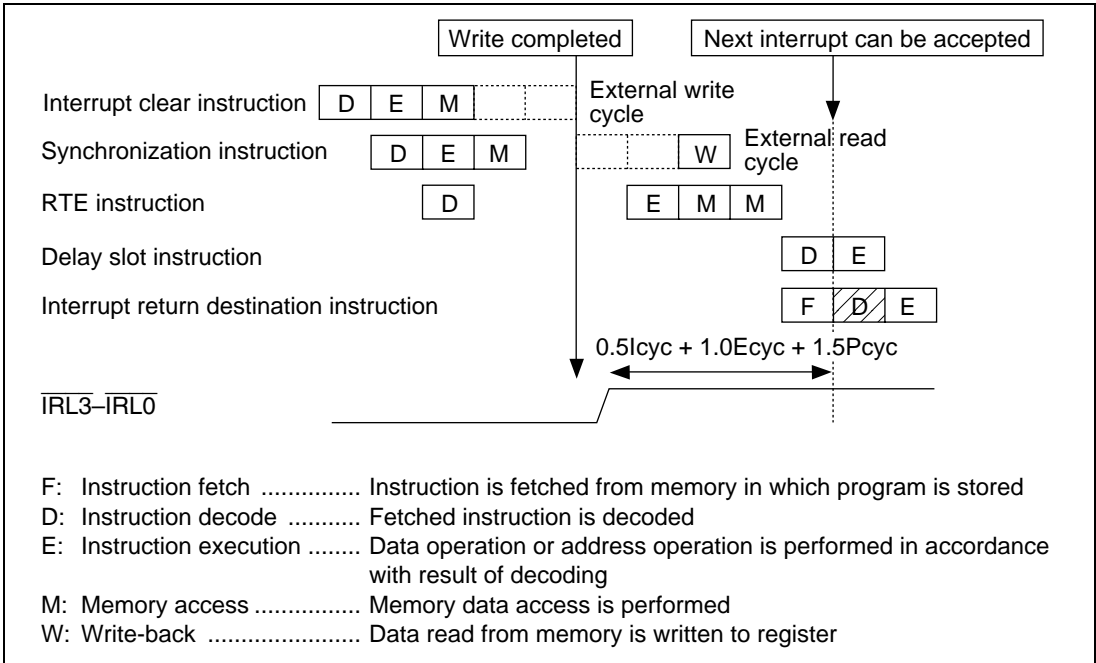 Write completed
Next interrupt can be accepted
Interrupt clear instruction D E M External write cycle
Synchronization instruction D E M W External read cycle
RTE instruction D E M M
Delay slot instruction D E
Interrupt return destination instruction F D E
0.5Icyc + 1.0Ecyc + 1.5Pcyc
IRL3–IRL0
F: Instruction fetch ............... Instruction is fetched from memory in which program is stored
D: Instruction decode ........... Fetched instruction is decoded
E: Instruction execution ........ Data operation or address operation is performed in accordance
with result of decoding
M: Memory access ................ Memory data access is performed
W: Write-back ...................... Data read from memory is written to register